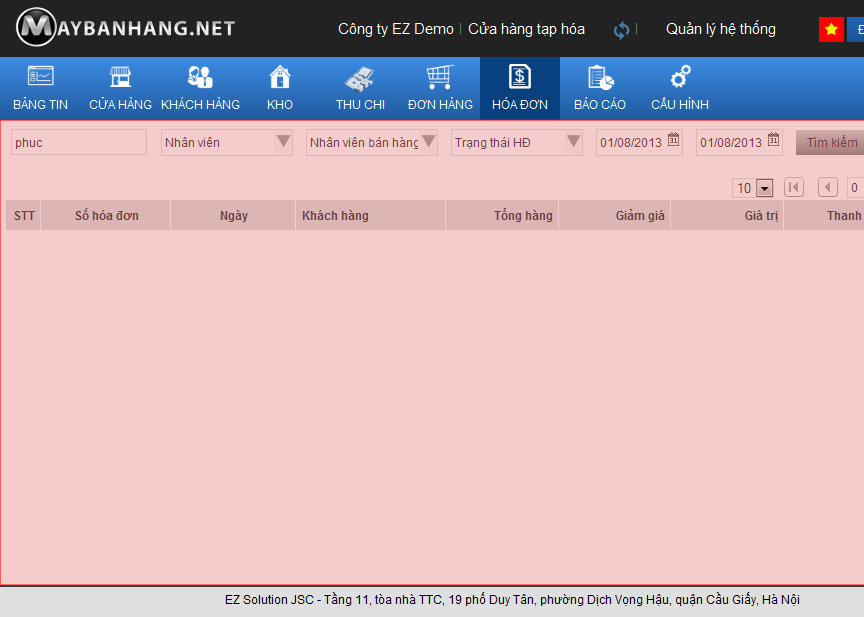 MAYBANHANG.NET Công ty EZ Demo | Cửa hàng tạp hóa | Quản lý hệ thống
BẢNG TIN CỬA HÀNG KHÁCH HÀNG KHO THU CHI ĐƠN HÀNG HÓA ĐƠN BÁO CÁO CẤU HÌNH
phuc Nhân viên Nhân viên bán hàng Trạng thái HĐ 01/08/2013 01/08/2013 Tìm kiếm
10 0
STT Số hóa đơn Ngày Khách hàng Tổng hàng Giảm giá Giá trị Thanh
EZ Solution JSC - Tầng 11, tòa nhà TTC, 19 phố Duy Tân, phường Dịch Vọng Hậu, quận Cầu Giấy, Hà Nội